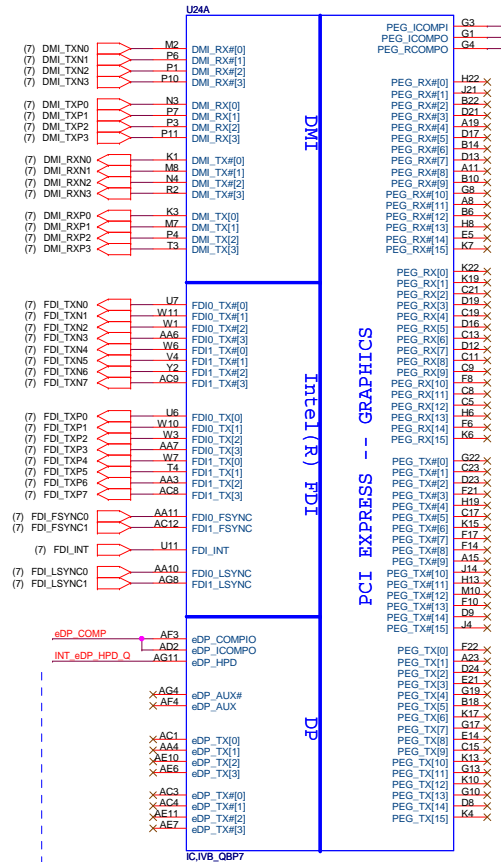 U24A
(7) DMI_TXN0 M2 DMI_RX#[0]
(7) DMI_TXN1 P6 DMI_RX#[1]
(7) DMI_TXN2 P1 DMI_RX#[2]
(7) DMI_TXN3 P10 DMI_RX#[3]
(7) DMI_TXP0 N3 DMI_RX[0]
(7) DMI_TXP1 P7 DMI_RX[1]
(7) DMI_TXP2 P3 DMI_RX[2]
(7) DMI_TXP3 P11 DMI_RX[3]
(7) DMI_RXN0 K1 DMI_TX#[0]
(7) DMI_RXN1 M8 DMI_TX#[1]
(7) DMI_RXN2 N4 DMI_TX#[2]
(7) DMI_RXN3 R2 DMI_TX#[3]
(7) DMI_RXP0 K3 DMI_TX[0]
(7) DMI_RXP1 M7 DMI_TX[1]
(7) DMI_RXP2 P4 DMI_TX[2]
(7) DMI_RXP3 T3 DMI_TX[3]
(7) FDI_TXN0 U7 FDI0_TX#[0]
(7) FDI_TXN1 W11 FDI0_TX#[1]
(7) FDI_TXN2 W1 FDI0_TX#[2]
(7) FDI_TXN3 AA6 FDI0_TX#[3]
(7) FDI_TXN4 W6 FDI1_TX#[0]
(7) FDI_TXN5 V4 FDI1_TX#[1]
(7) FDI_TXN6 Y2 FDI1_TX#[2]
(7) FDI_TXN7 AC9 FDI1_TX#[3]
(7) FDI_TXP0 U6 FDI0_TX[0]
(7) FDI_TXP1 W10 FDI0_TX[1]
(7) FDI_TXP2 W3 FDI0_TX[2]
(7) FDI_TXP3 AA7 FDI0_TX[3]
(7) FDI_TXP4 W7 FDI1_TX[0]
(7) FDI_TXP5 T4 FDI1_TX[1]
(7) FDI_TXP6 AA3 FDI1_TX[2]
(7) FDI_TXP7 AC8 FDI1_TX[3]
(7) FDI_FSYNC0 AA11 FDI0_FSYNC
(7) FDI_FSYNC1 AC12 FDI1_FSYNC
(7) FDI_INT U11 FDI_INT
(7) FDI_LSYNC0 AA10 FDI0_LSYNC
(7) FDI_LSYNC1 AG8 FDI1_LSYNC
eDP_COMP AF3 eDP_COMPIO
AD2 eDP_ICOMPO
INT_eDP_HPD_Q AG11 eDP_HPD
AG4 eDP_AUX#
AF4 eDP_AUX
AC1 eDP_TX[0]
AA4 eDP_TX[1]
AE10 eDP_TX[2]
AE6 eDP_TX[3]
AC3 eDP_TX#[0]
AC4 eDP_TX#[1]
AE11 eDP_TX#[2]
AE7 eDP_TX#[3]
DMI
Intel(R) FDI
DP
PCI EXPRESS -- GRAPHICS
PEG_ICOMPI G3
PEG_ICOMPO G1
PEG_RCOMPO G4
PEG_RX#[0] H22
PEG_RX#[1] J21
PEG_RX#[2] B22
PEG_RX#[3] D21
PEG_RX#[4] A19
PEG_RX#[5] D17
PEG_RX#[6] B14
PEG_RX#[7] D13
PEG_RX#[8] A11
PEG_RX#[9] B10
PEG_RX#[10] G8
PEG_RX#[11] A8
PEG_RX#[12] B6
PEG_RX#[13] H8
PEG_RX#[14] E5
PEG_RX#[15] K7
PEG_RX[0] K22
PEG_RX[1] K19
PEG_RX[2] C21
PEG_RX[3] D19
PEG_RX[4] C19
PEG_RX[5] D16
PEG_RX[6] C13
PEG_RX[7] D12
PEG_RX[8] C11
PEG_RX[9] C9
PEG_RX[10] F8
PEG_RX[11] C8
PEG_RX[12] C5
PEG_RX[13] H6
PEG_RX[14] F6
PEG_RX[15] K6
PEG_TX#[0] G22
PEG_TX#[1] C23
PEG_TX#[2] D23
PEG_TX#[3] F21
PEG_TX#[4] H19
PEG_TX#[5] C17
PEG_TX#[6] K15
PEG_TX#[7] F17
PEG_TX#[8] F14
PEG_TX#[9] A15
PEG_TX#[10] J14
PEG_TX#[11] H13
PEG_TX#[12] M10
PEG_TX#[13] F10
PEG_TX#[14] D9
PEG_TX#[15] J4
PEG_TX[0] F22
PEG_TX[1] A23
PEG_TX[2] D24
PEG_TX[3] E21
PEG_TX[4] G19
PEG_TX[5] B18
PEG_TX[6] K17
PEG_TX[7] G17
PEG_TX[8] E14
PEG_TX[9] C15
PEG_TX[10] K13
PEG_TX[11] G13
PEG_TX[12] K10
PEG_TX[13] G10
PEG_TX[14] D8
PEG_TX[15] K4
IC,IVB_QBP7